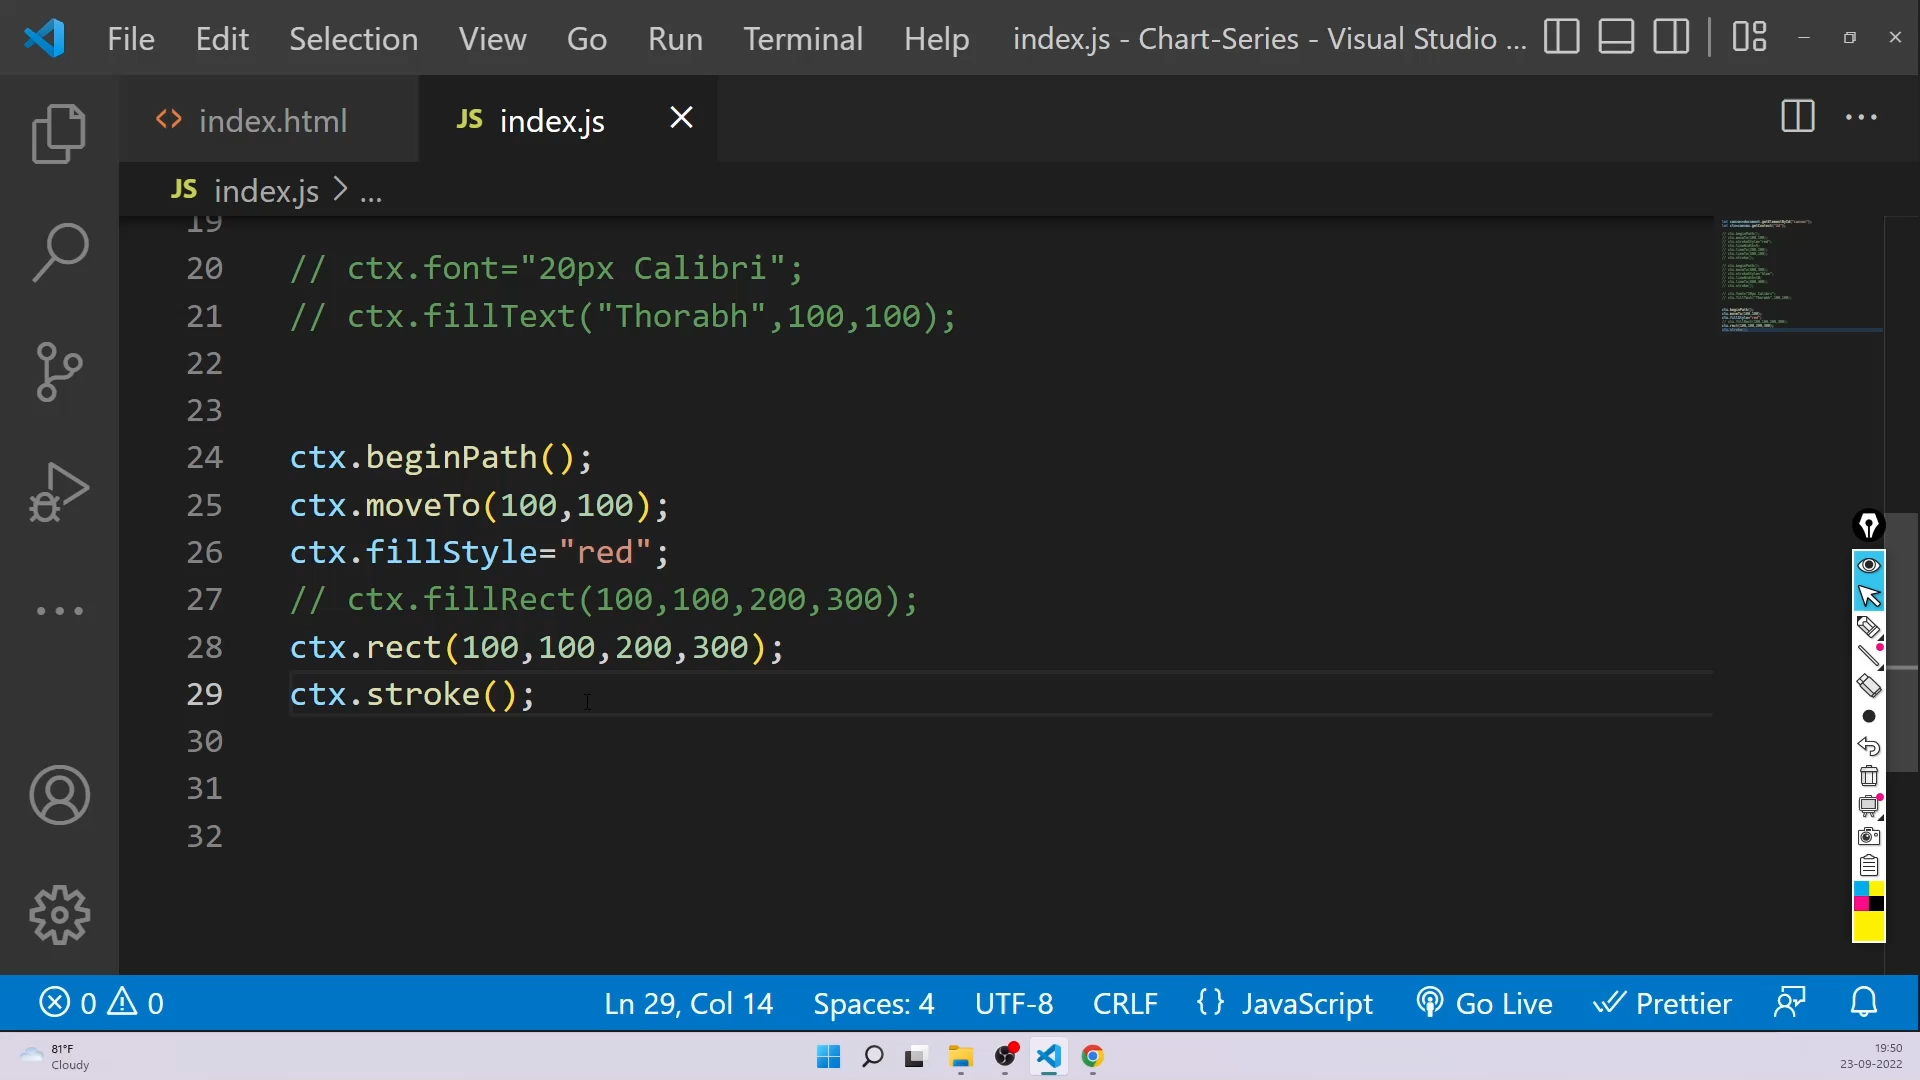 File Edit Selection View Go Run Terminal Help index.js - Chart-Series - Visual Studio ...
<> index.html JS index.js
JS index.js > ...
19
20 // ctx.font="20px Calibri";
21 // ctx.fillText("Thorabh",100,100);
22
23
24 ctx.beginPath();
25 ctx.moveTo(100,100);
26 ctx.fillStyle="red";
27 // ctx.fillRect(100,100,200,300);
28 ctx.rect(100,100,200,300);
29 ctx.stroke();
30
31
32
0 0 Ln 29, Col 14 Spaces: 4 UTF-8 CRLF {} JavaScript Go Live Prettier
81°F
Cloudy
19:50
23-09-2022